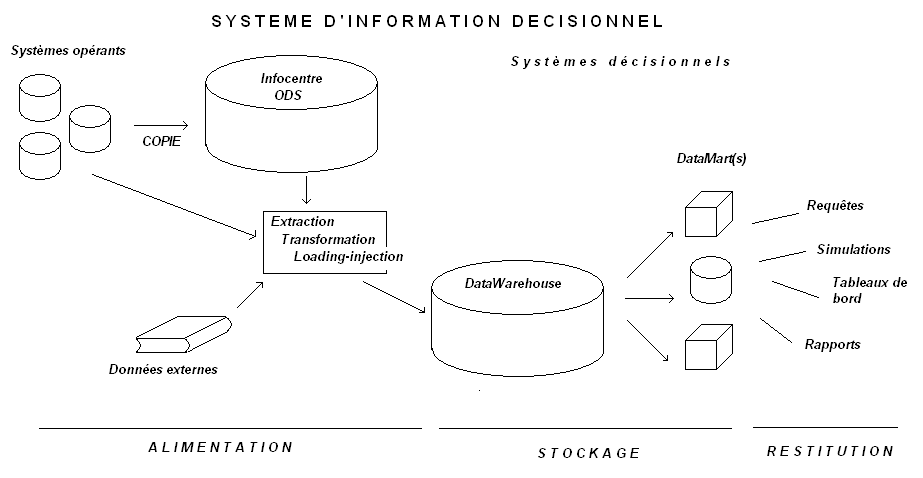 SYSTEME D'INFORMATION DECISIONNEL
Systèmes opérants
Systèmes décisionnels
Infocentre
ODS
COPIE
DataMart(s)
Extraction
Transformation
Loading-injection
Requêtes
Simulations
Tableaux de
bord
Rapports
DataWarehouse
Données externes
ALIMENTATION
STOCKAGE
RESTITUTION